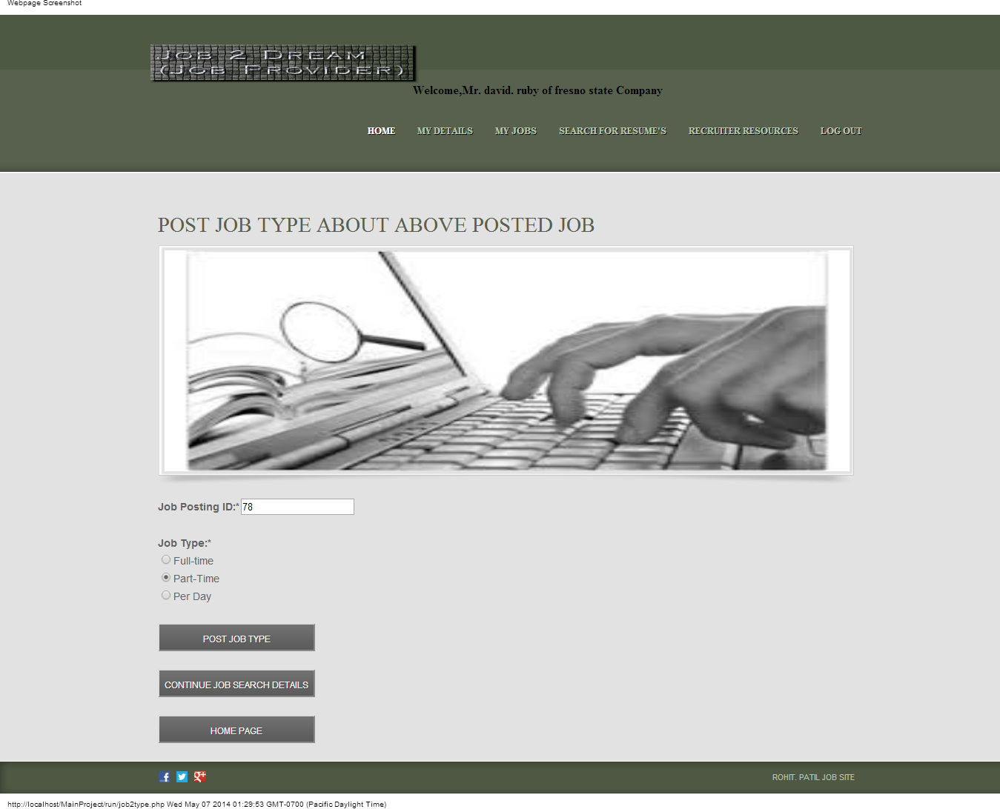 Webpage Screenshot
Job 2 Dream
(Job Provider)
Welcome,Mr. david. ruby of fresno state Company
HOME MY DETAILS MY JOBS SEARCH FOR RESUME'S RECRUITER RESOURCES LOG OUT
POST JOB TYPE ABOUT ABOVE POSTED JOB
Job Posting ID:* 78
Job Type:*
Full-time
Part-Time
Per Day
POST JOB TYPE
CONTINUE JOB SEARCH DETAILS
HOME PAGE
ROHIT. PATIL JOB SITE
http://localhost/MainProject/run/job2type.php Wed May 07 2014 01:29:53 GMT-0700 (Pacific Daylight Time)